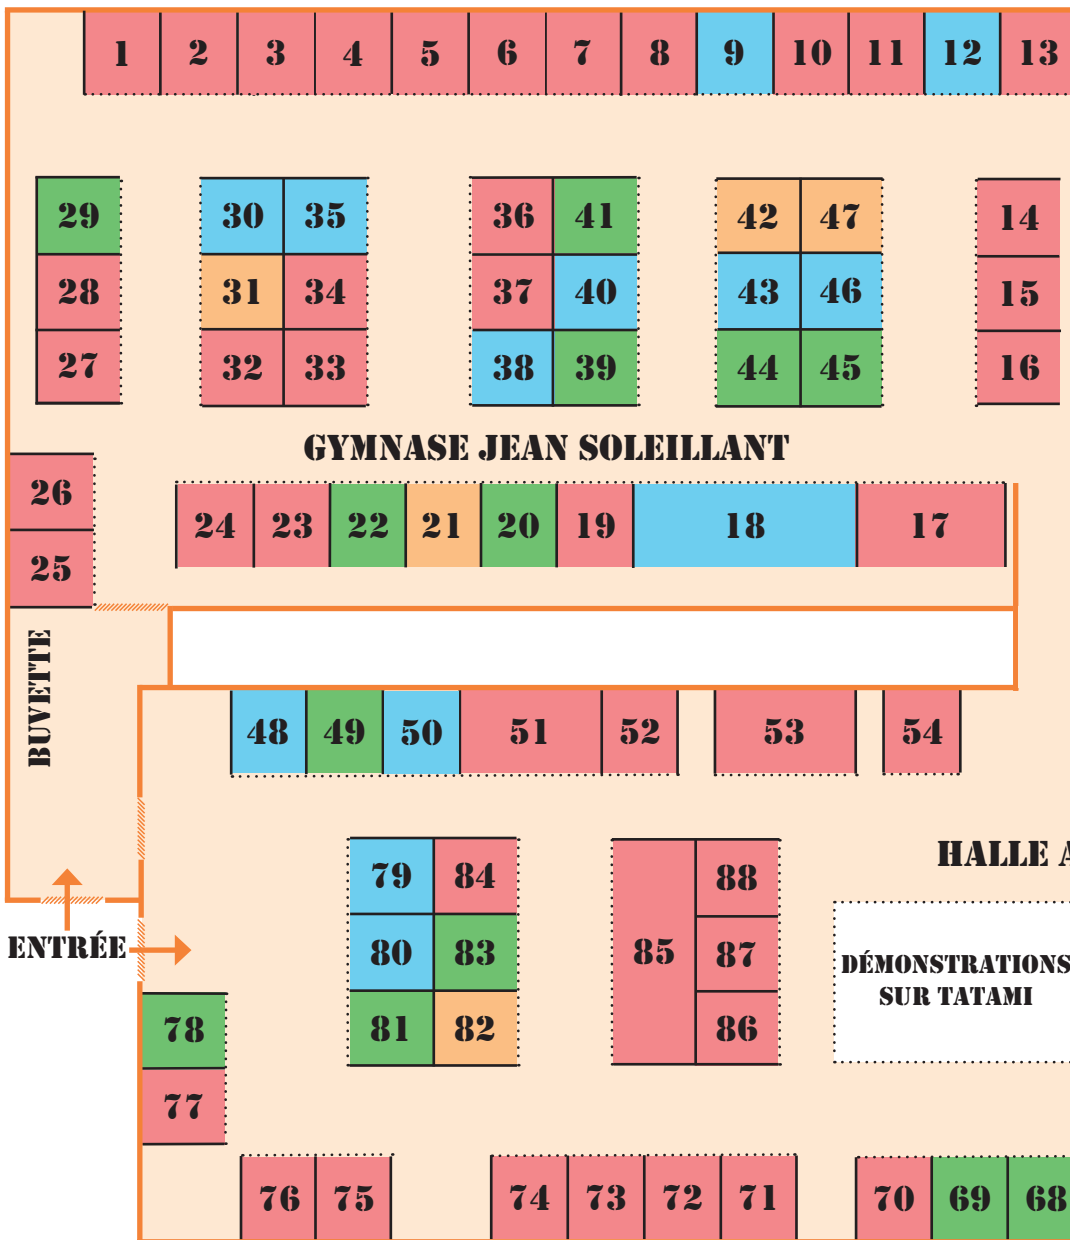 1 2 3 4 5 6 7 8 9 10 11 12 13
29 30 35 36 41 42 47 14
28 31 34 37 40 43 46 15
27 32 33 38 39 44 45 16
GYMNASE JEAN SOLEILLANT
26
25
24 23 22 21 20 19 18 17
BUVETTE
48 49 50 51 52 53 54
HALLE A
79 84 88
80 83 85 87
81 82 86
ENTRÉE
DÉMONSTRATIONS
SUR TATAMI
78
77
76 75 74 73 72 71 70 69 68